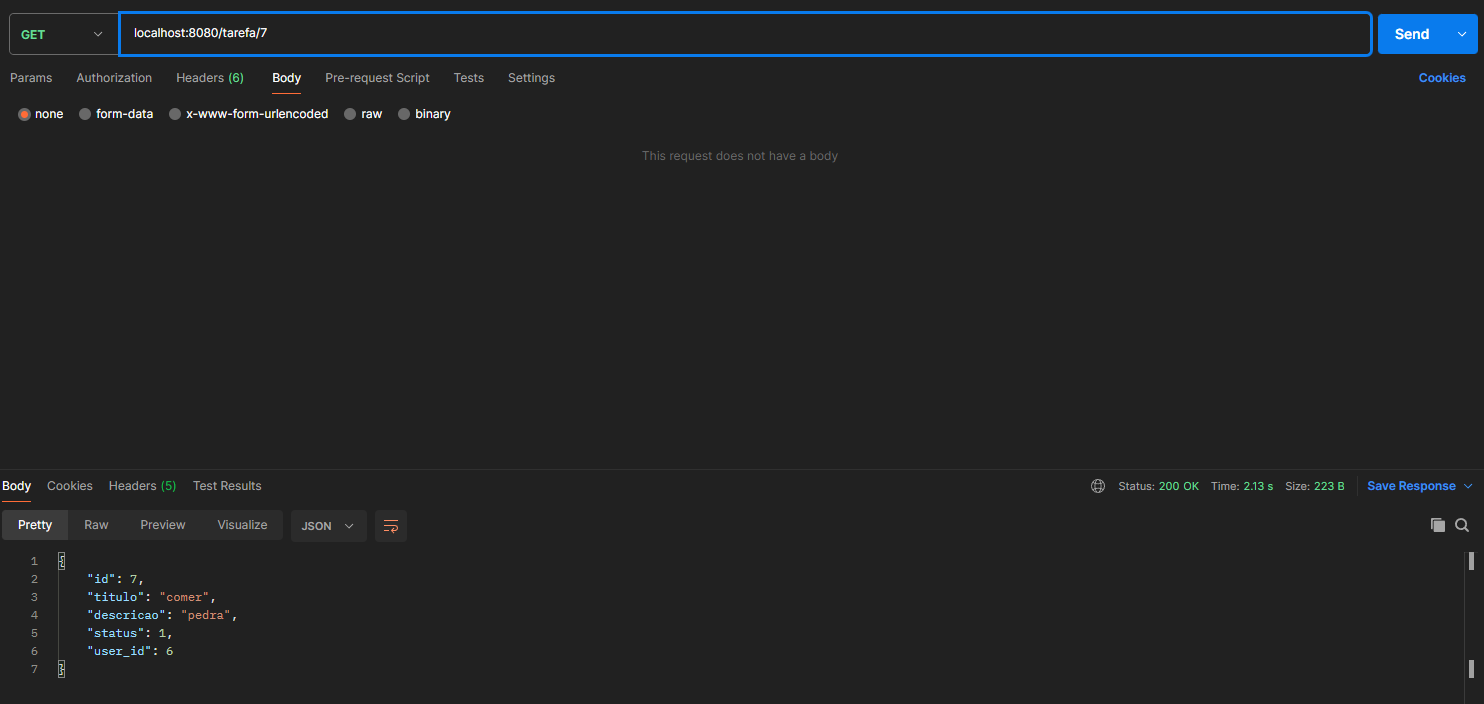 GET localhost:8080/tarefa/7 Send
Params Authorization Headers (6) Body Pre-request Script Tests Settings Cookies
none form-data x-www-form-urlencoded raw binary
This request does not have a body
Body Cookies Headers (5) Test Results Status: 200 OK Time: 2.13 s Size: 223 B Save Response
Pretty Raw Preview Visualize JSON
1 {
2 "id": 7,
3 "titulo": "comer",
4 "descricao": "pedra",
5 "status": 1,
6 "user_id": 6
7 }